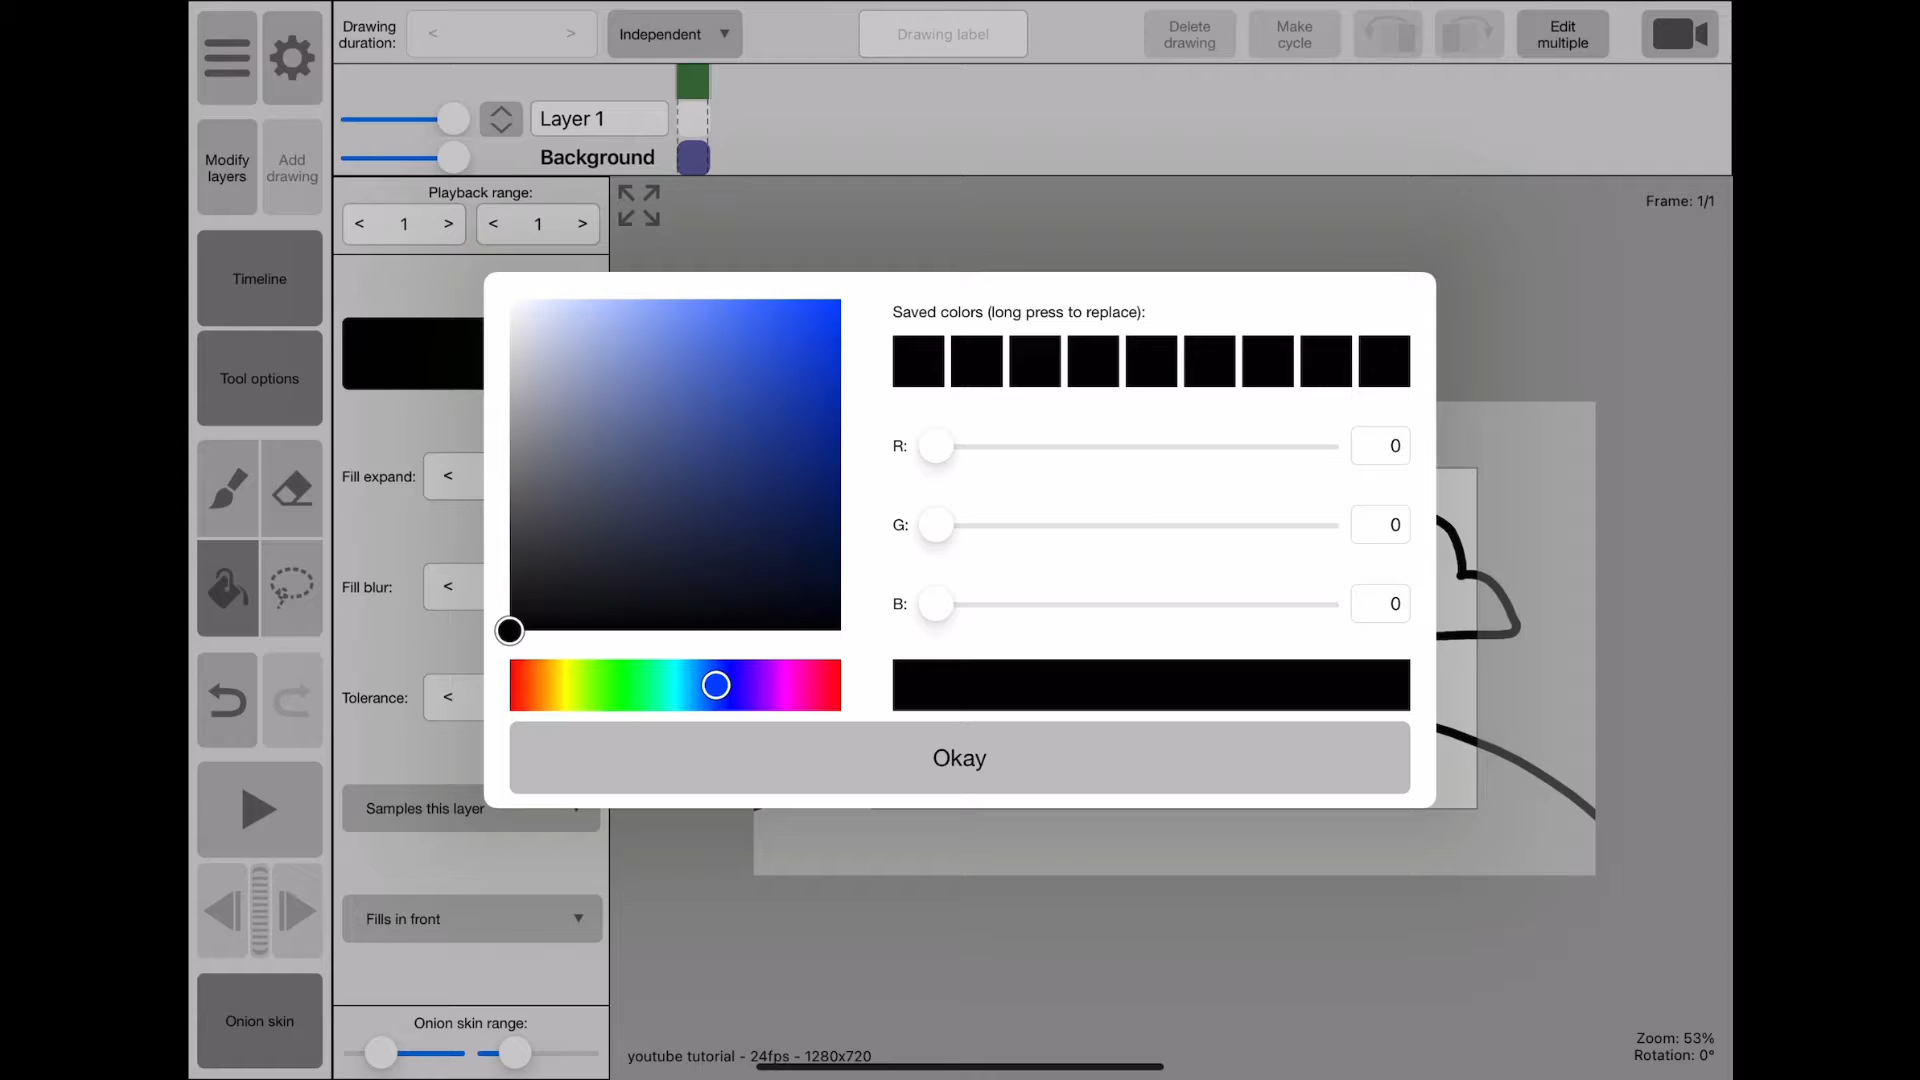 Drawing
duration:
<
>
Independent
Drawing label
Delete
drawing
Make
cycle
Edit
multiple
Layer 1
Background
Modify
layers
Add
drawing
Playback range:
< 1 >
< 1 >
Frame: 1/1
Timeline
Tool options
Saved colors (long press to replace):
R: 0
Fill expand: <
G: 0
Fill blur: <
B: 0
Tolerance: <
Okay
Samples this layer
Fills in front
Onion skin
Onion skin range:
youtube tutorial - 24fps - 1280x720
Zoom: 53%
Rotation: 0°